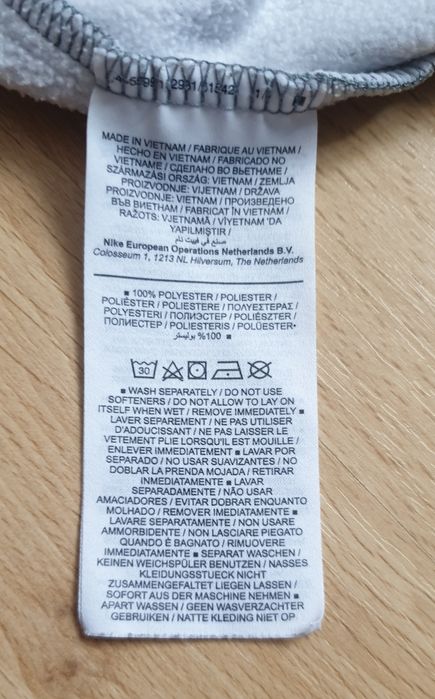 MADE IN VIETNAM / FABRIQUE AU VIETNAM /
HECHO EN VIETNAM / FABRICADO NO
VIETNAME / СДЕЛАНО ВО ВЬЕТНАМЕ /
SZÁRMAZÁSI ORSZÁG: VIETNAM / ZEMLJA
PROIZVODNJE: VIJETNAM / DRŽAVA
PROIZVODNJE: VIETNAM / ПРОИЗВЕДЕНО
ВЪВ ВИЕТНАМ / FABRICAT ÎN VIETNAM /
RAŽOTS: VJETNAMĀ / VİYETNAM 'DA
YAPILMIŞTIR /
صنع في فييت نام
Nike European Operations Netherlands B.V.
Colosseum 1, 1213 NL Hilversum, The Netherlands
■ 100% POLYESTER / POLIESTER /
POLIÉSTER / POLIESTERE / ΠΟΛΥΕΣΤΕΡΑΣ /
POLYESTERI / ПОЛИЭСТЕР / POLIÉSZTER /
ПОЛИЕСТЕР / POLIESTERIS / POLÜESTER▪
100% بوليستر ■
30
■ WASH SEPARATELY / DO NOT USE
SOFTENERS / DO NOT ALLOW TO LAY ON
ITSELF WHEN WET / REMOVE IMMEDIATELY ■
LAVER SEPAREMENT / NE PAS UTILISER
D'ADOUCISSANT / NE PAS LAISSER LE
VETEMENT PLIE LORSQU'IL EST MOUILLE /
ENLEVER IMMEDIATEMENT ■ LAVAR POR
SEPARADO / NO USAR SUAVIZANTES / NO
DOBLAR LA PRENDA MOJADA / RETIRAR
INMEDIATAMENTE ■ LAVAR
SEPARADAMENTE / NÃO USAR
AMACIADORES / EVITAR DOBRAR ENQUANTO
MOLHADO / REMOVER IMEDIATAMENTE ■
LAVARE SEPARATAMENTE / NON USARE
AMMORBIDENTE / NON LASCIARE PIEGATO
QUANDO È BAGNATO / RIMUOVERE
IMMEDIATAMENTE ■ SEPARAT WASCHEN /
KEINEN WEICHSPÜLER BENUTZEN / NASSES
KLEIDUNGSSTUECK NICHT
ZUSAMMENGEFALTET LIEGEN LASSEN /
SOFORT AUS DER MASCHINE NEHMEN ■
APART WASSEN / GEEN WASVERZACHTER
GEBRUIKEN / NATTE KLEDING NIET OP